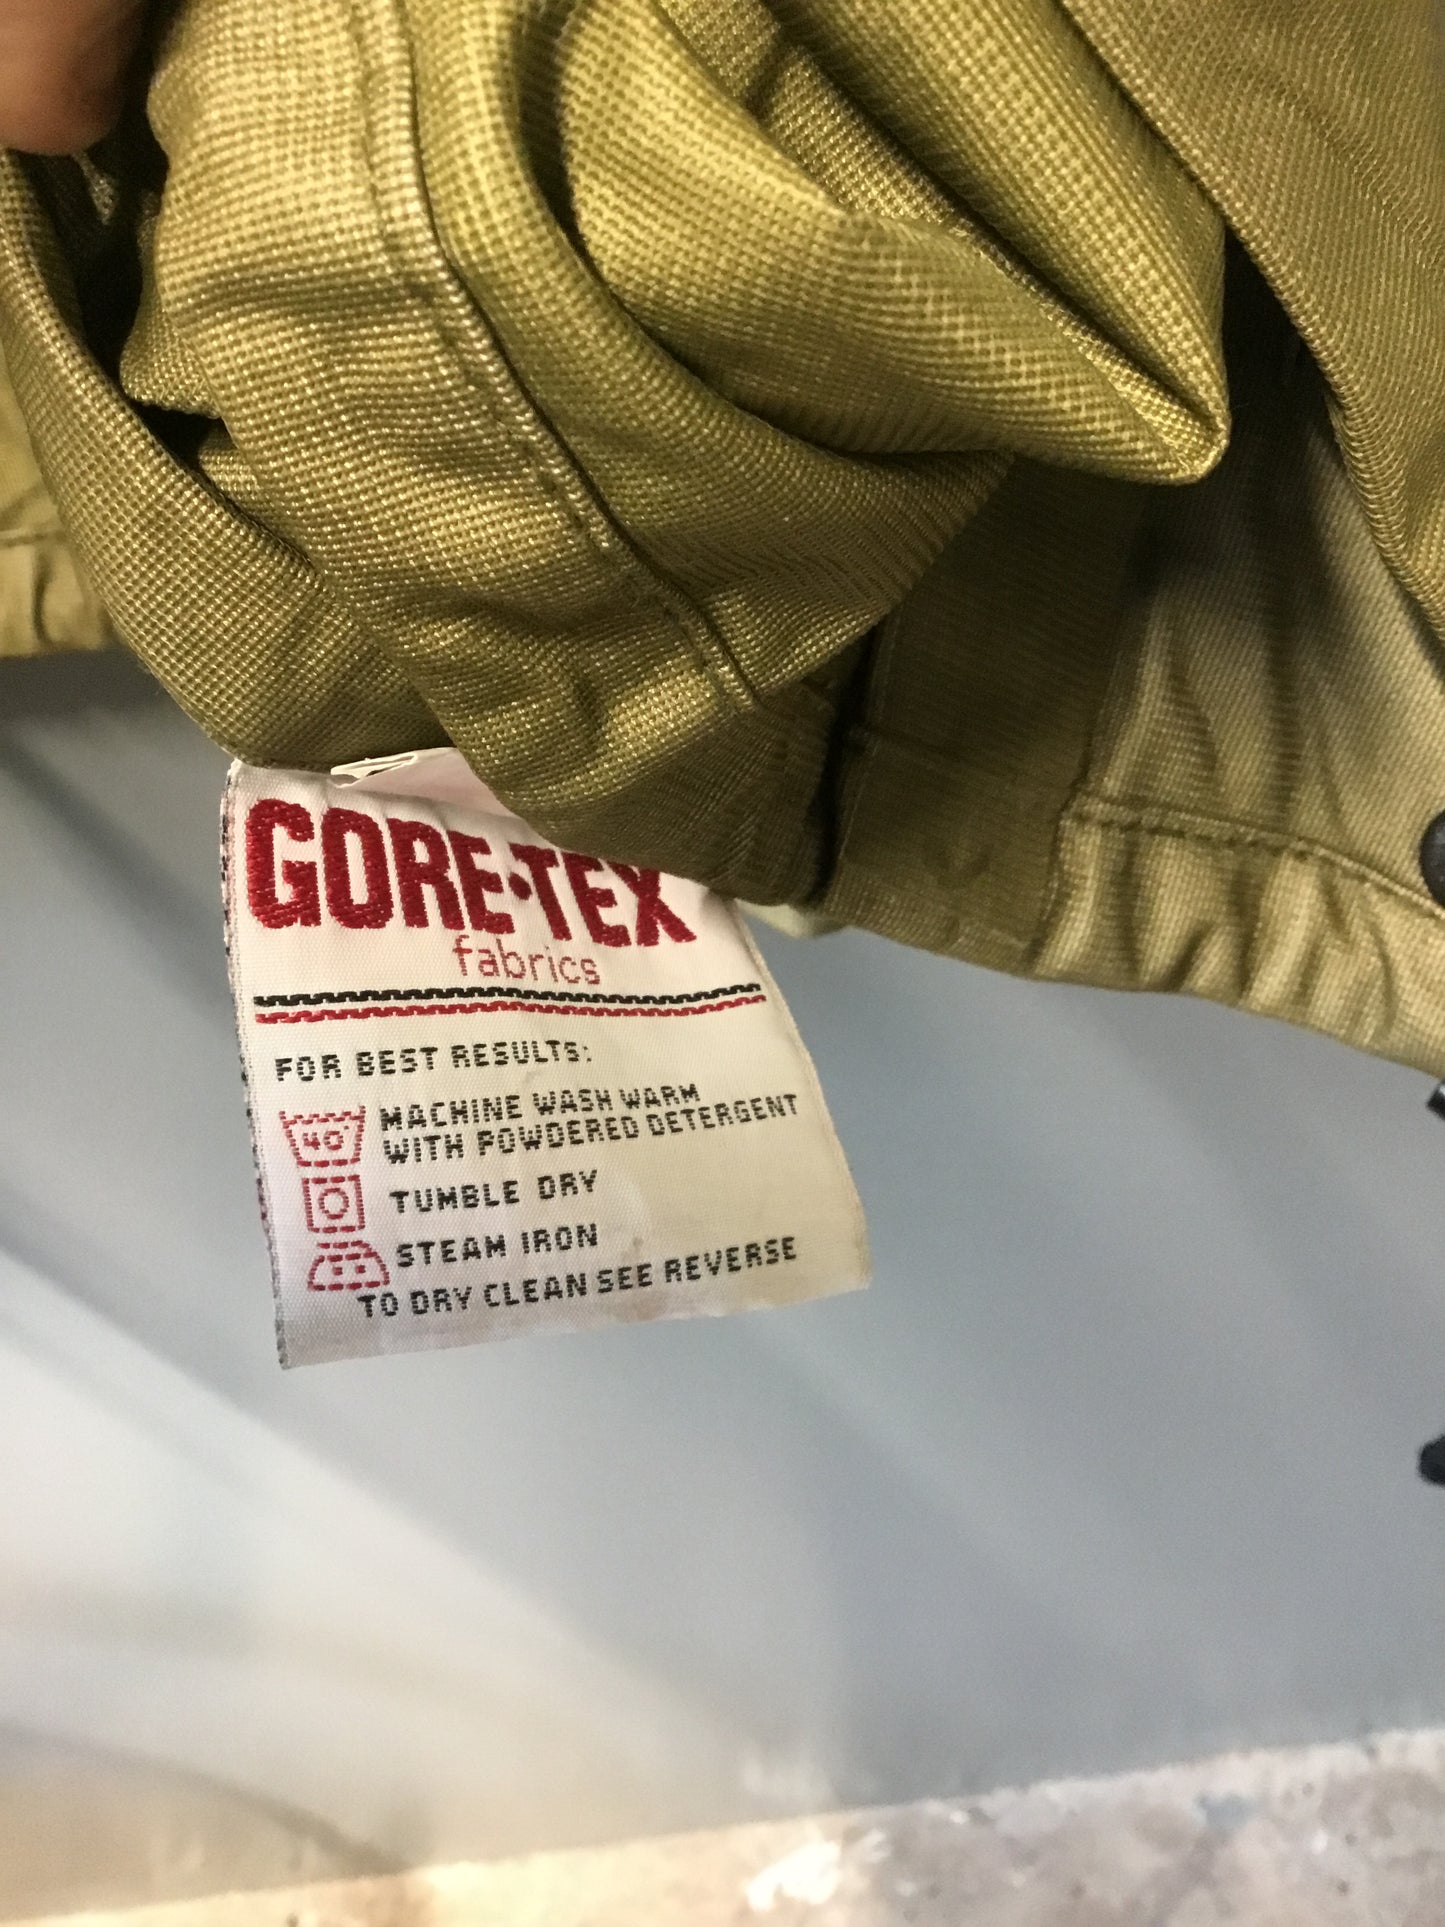 GORE-TEX
fabrics
FOR BEST RESULTS:
40 MACHINE WASH WARM
WITH POWDERED DETERGENT
TUMBLE DRY
STEAM IRON
TO DRY CLEAN SEE REVERSE